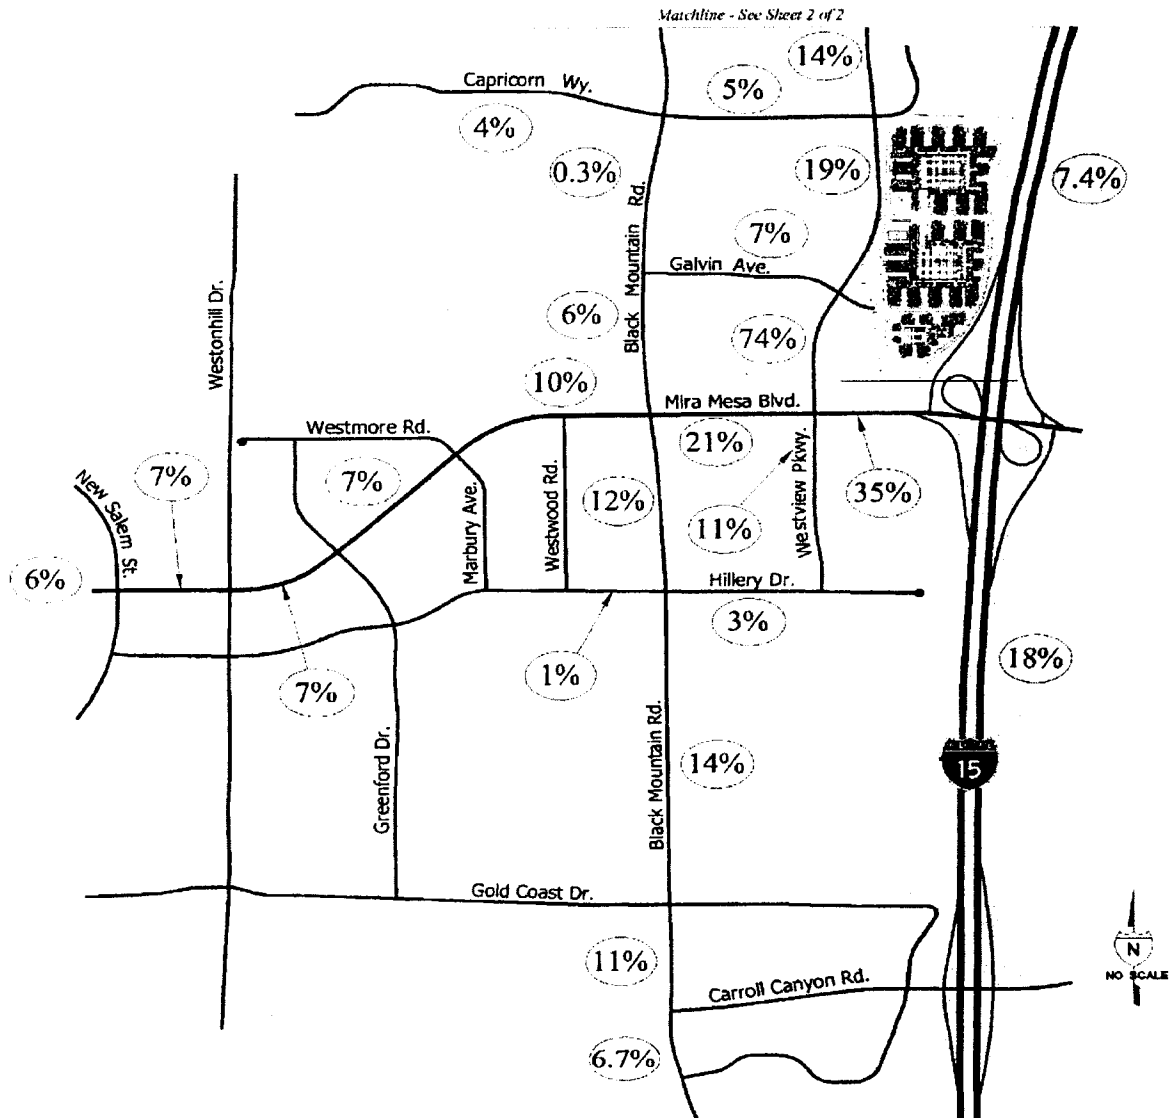 Matchline - See Sheet 2 of 2
14%
Capricorn Wy.
5%
4%
0.3%
19%
7.4%
Black Mountain Rd.
7%
Galvin Ave.
Westonhill Dr.
6%
74%
10%
Mira Mesa Blvd.
Westmore Rd.
21%
7%
7%
New Salem St.
Marbury Ave.
Westwood Rd.
12%
11%
Westview Pkwy.
35%
6%
Hillery Dr.
3%
7%
1%
18%
Greenford Dr.
Black Mountain Rd.
14%
15
Gold Coast Dr.
11%
Carroll Canyon Rd.
N
NO SCALE
6.7%